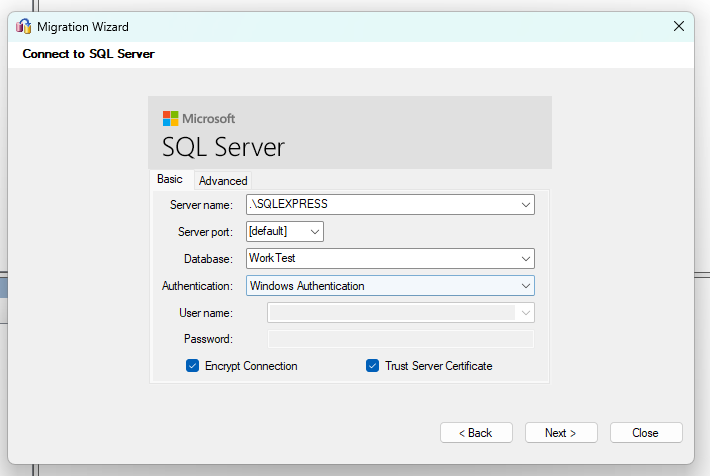 Migration Wizard
Connect to SQL Server
Microsoft
SQL Server
Basic Advanced
Server name: .\SQLEXPRESS
Server port: [default]
Database: WorkTest
Authentication: Windows Authentication
User name:
Password:
Encrypt Connection Trust Server Certificate
< Back Next > Close